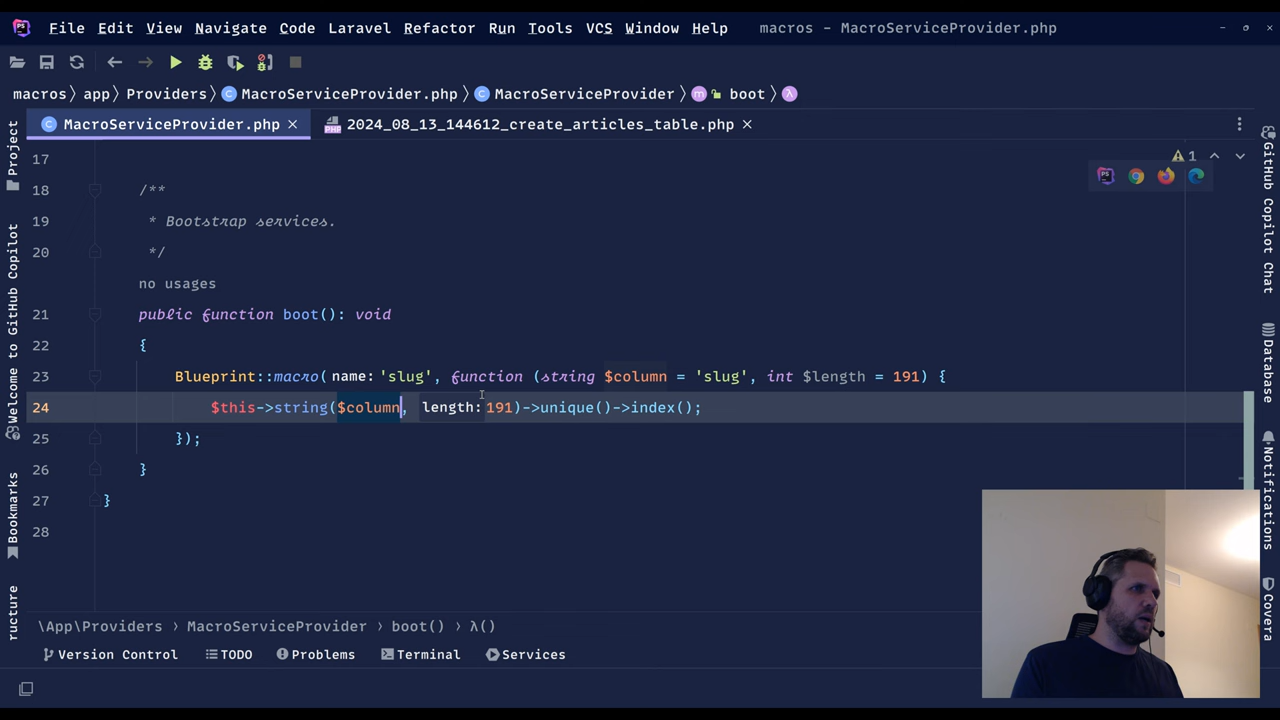 File Edit View Navigate Code Laravel Refactor Run Tools VCS Window Help macros – MacroServiceProvider.php
macros app Providers MacroServiceProvider.php MacroServiceProvider boot
MacroServiceProvider.php 2024_08_13_144612_create_articles_table.php
17
18 /**
19 * Bootstrap services.
20 */
no usages
21 public function boot(): void
22 {
23 Blueprint::macro( name: 'slug', function (string $column = 'slug', int $length = 191) {
24 $this->string($column, length: 191)->unique()->index();
25 });
26 }
27 }
28
1
Project
Welcome to GitHub Copilot
Bookmarks
ructure
GitHub Copilot Chat
Database
Notifications
Covera
\App\Providers › MacroServiceProvider › boot() › λ()
Version Control TODO Problems Terminal Services